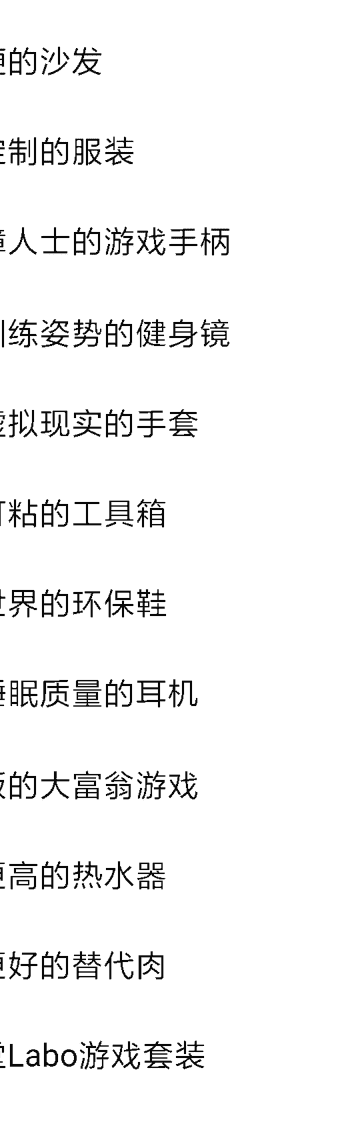 的沙发
制的服装
人士的游戏手柄
练姿势的健身镜
拟现实的手套
粘的工具箱
界的环保鞋
眠质量的耳机
的大富翁游戏
高的热水器
好的替代肉
Labo游戏套装